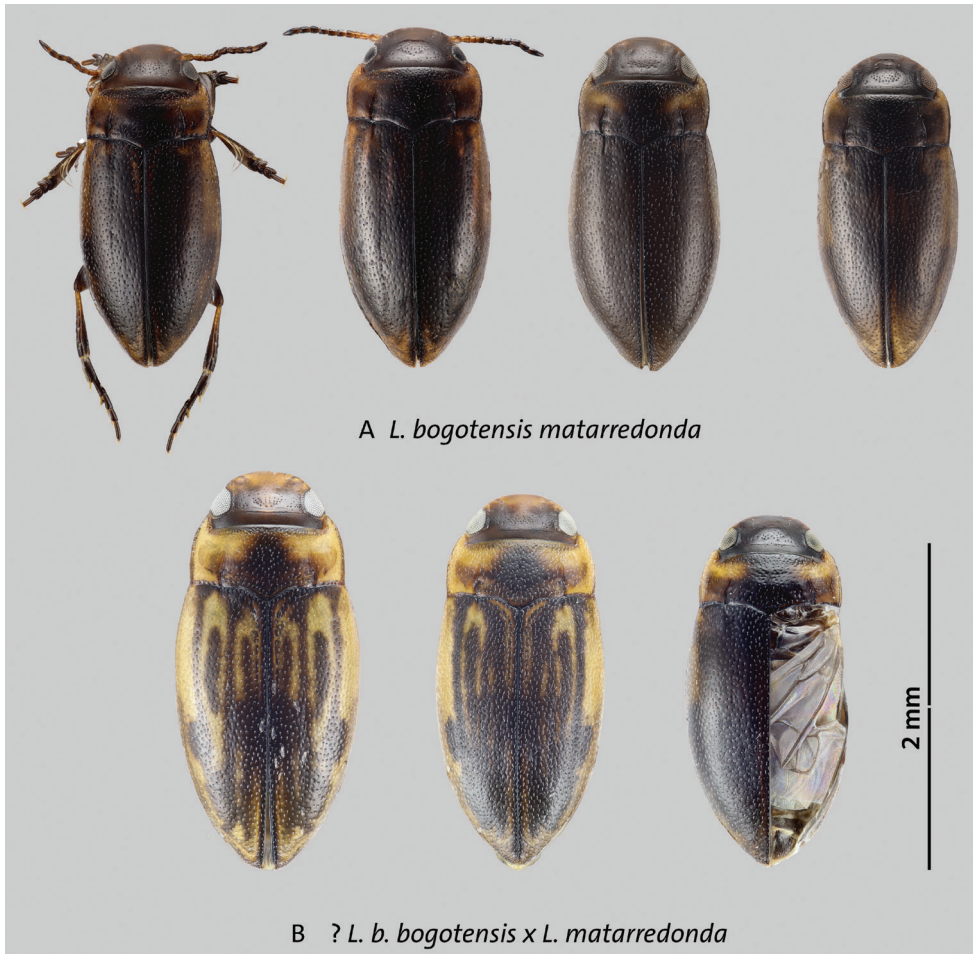 A L. bogotensis matarredonda
2 mm
B ? L. b. bogotensis x L. matarredonda